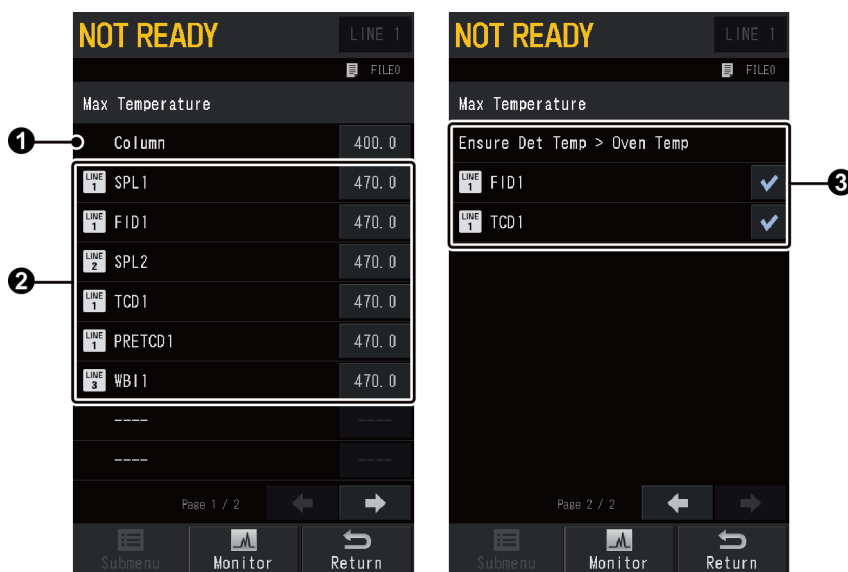 NOT READY
LINE 1
FILE0
Max Temperature
❶
Column 400.0
❷
LINE 1 SPL1 470.0
LINE 1 FID1 470.0
LINE 2 SPL2 470.0
LINE 1 TCD1 470.0
LINE 1 PRETCD1 470.0
LINE 3 WBI1 470.0
---- ----
---- ----
Page 1 / 2
Submenu Monitor Return
NOT READY
LINE 1
FILE0
Max Temperature
Ensure Det Temp > Oven Temp
LINE 1 FID1
❸
LINE 1 TCD1
Page 2 / 2
Submenu Monitor Return